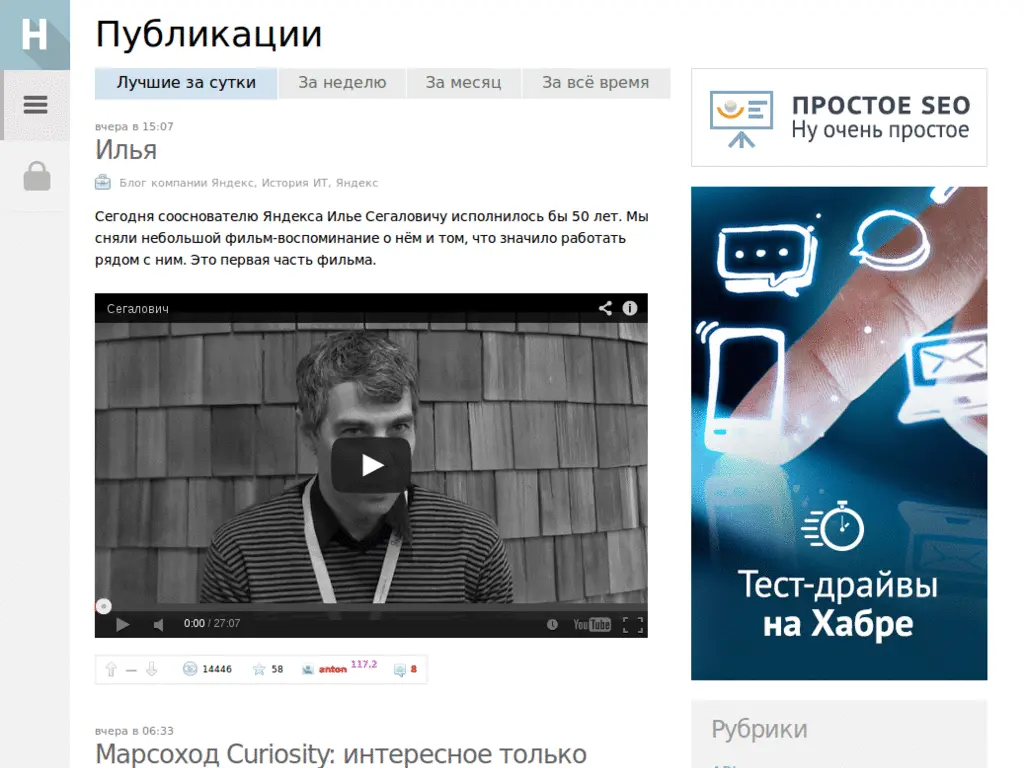 H
Публикации
Лучшие за сутки
За неделю
За месяц
За всё время
вчера в 15:07
Илья
Блог компании Яндекс, История ИТ, Яндекс
Сегодня сооснователю Яндекса Илье Сегаловичу исполнилось бы 50 лет. Мы
сняли небольшой фильм-воспоминание о нём и том, что значило работать
рядом с ним. Это первая часть фильма.
Сегалович
0:00 / 27:07
YouTube
14446
58
anton
117,2
8
вчера в 06:33
Марсоход Curiosity: интересное только
ПРОСТОЕ SEO
Ну очень простое
Тест-драйвы
на Хабре
Рубрики